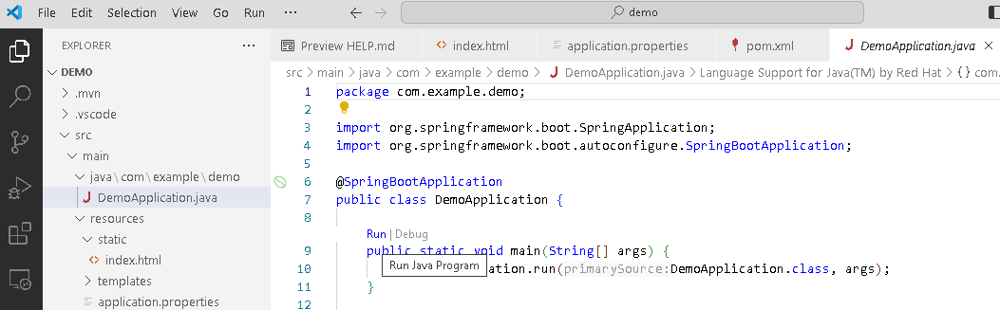 File Edit Selection View Go Run ... demo
EXPLORER ...
Preview HELP.md index.html application.properties pom.xml DemoApplication.java
DEMO
.mvn
.vscode
src
main
java\com\example\demo
DemoApplication.java
resources
static
index.html
templates
application.properties
src > main > java > com > example > demo > DemoApplication.java > Language Support for Java(TM) by Red Hat > {} com.
1 package com.example.demo;
2
3 import org.springframework.boot.SpringApplication;
4 import org.springframework.boot.autoconfigure.SpringBootApplication;
5
6 @SpringBootApplication
7 public class DemoApplication {
8
Run | Debug
9 public static void main(String[] args) {
Run Java Program
10 ation.run(primarySource:DemoApplication.class, args);
11 }
12